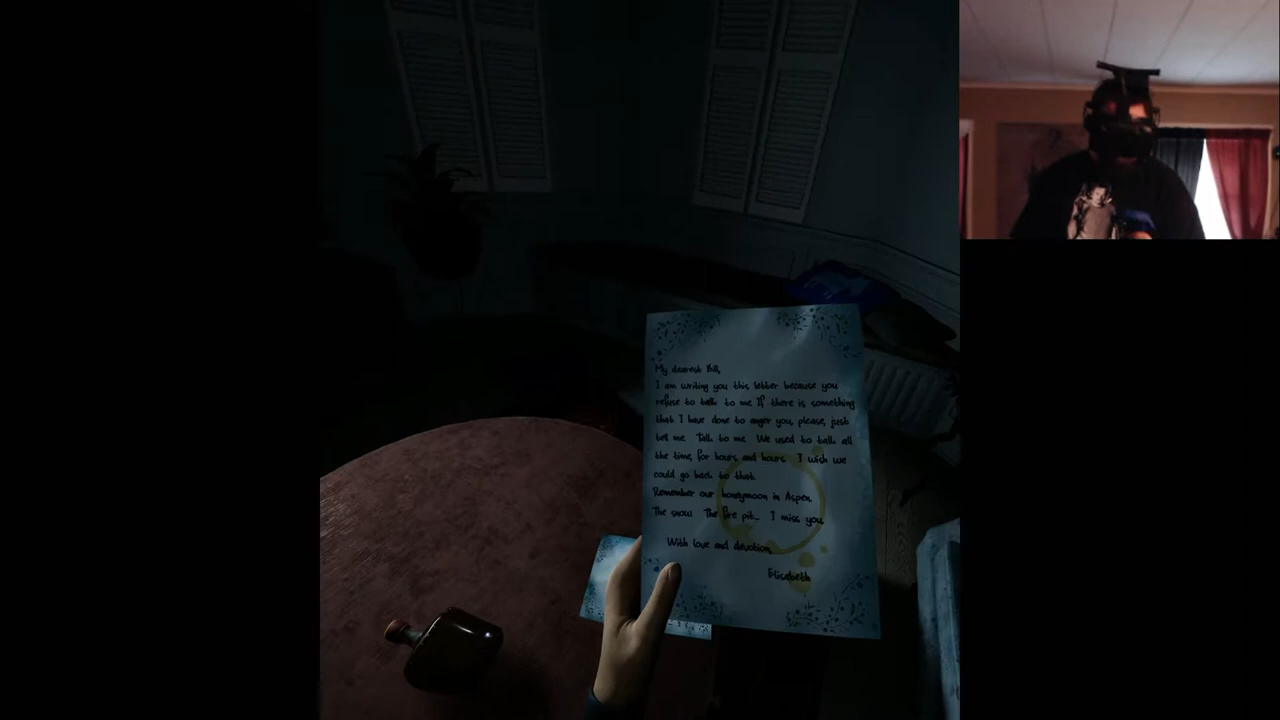 My dearest Bill,
I am writing you this letter because you
refuse to talk to me If there is something
that I have done to anger you, please, just
tell me Talk to me We used to talk all
the time, for hours and hours I wish we
could go back to that.
Remember our honeymoon in Aspen.
The snow The fire pit... I miss you
With love and devotion,
Elisabeth